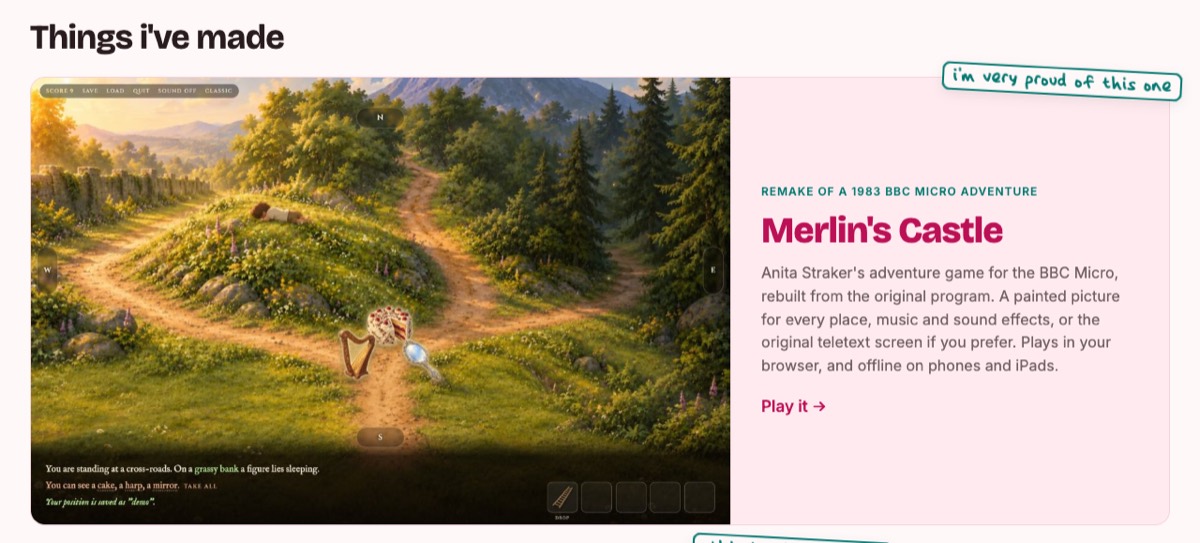 Things i've made
i'm very proud of this one
SCORE 9 SAVE LOAD QUIT SOUND OFF CLASSIC
N
W
E
S
You are standing at a cross-roads. On a grassy bank a figure lies sleeping.
You can see a cake, a harp, a mirror. TAKE ALL
Your position is saved as "demo".
DROP
REMAKE OF A 1983 BBC MICRO ADVENTURE
Merlin's Castle
Anita Straker's adventure game for the BBC Micro,
rebuilt from the original program. A painted picture
for every place, music and sound effects, or the
original teletext screen if you prefer. Plays in your
browser, and offline on phones and iPads.
Play it →